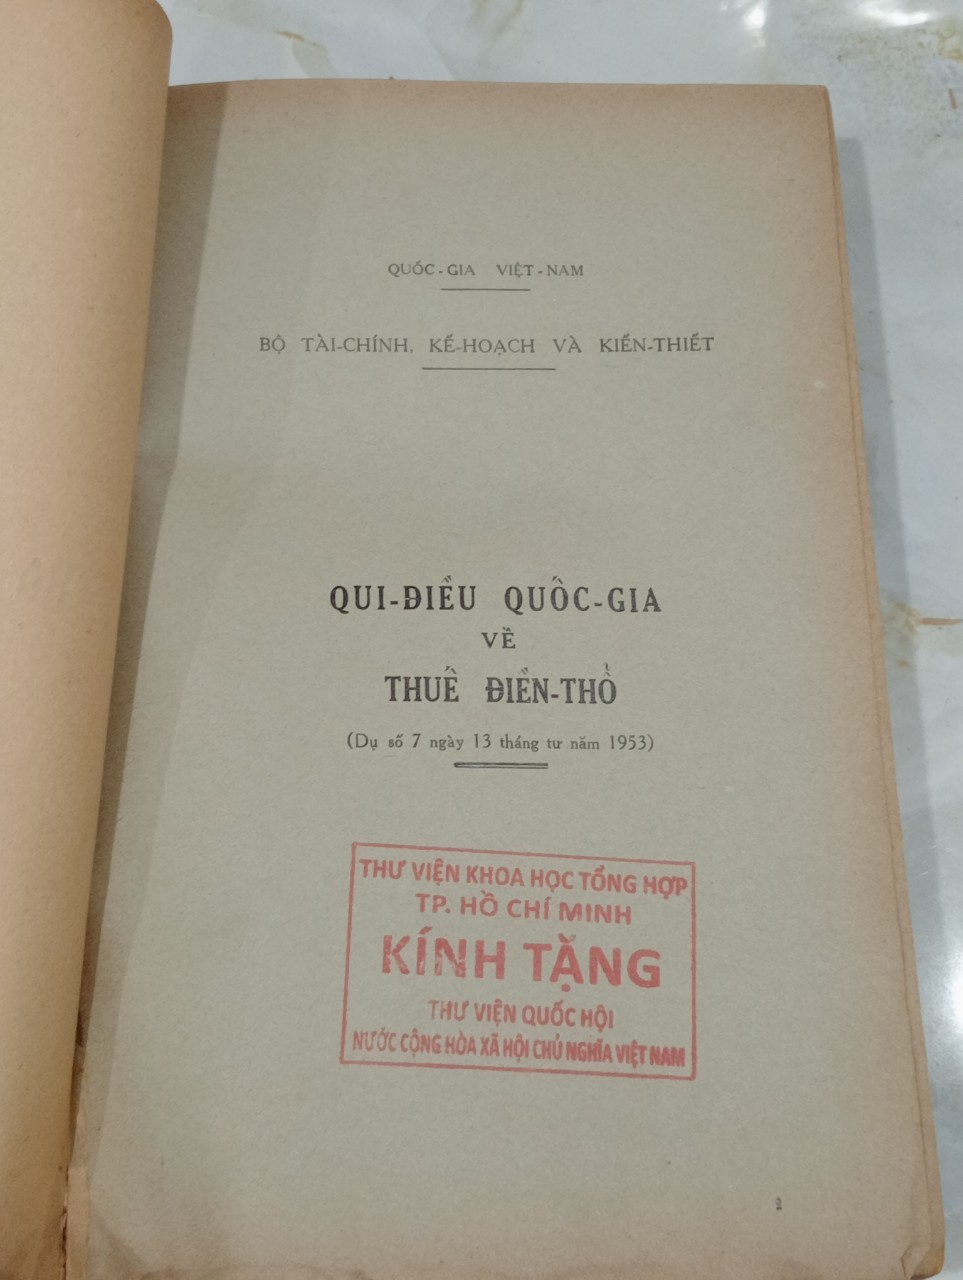 QUỐC-GIA VIỆT-NAM
BỘ TÀI-CHÍNH, KẾ-HOẠCH VÀ KIẾN-THIẾT
QUI-ĐIỀU QUỐC-GIA
VỀ
THUẾ ĐIỀN-THỔ
(Dụ số 7 ngày 13 tháng tư năm 1953)
THƯ VIỆN KHOA HỌC TỔNG HỢP
TP. HỒ CHÍ MINH
KÍNH TẶNG
THƯ VIỆN QUỐC HỘI
NƯỚC CỘNG HÒA XÃ HỘI CHỦ NGHĨA VIỆT NAM